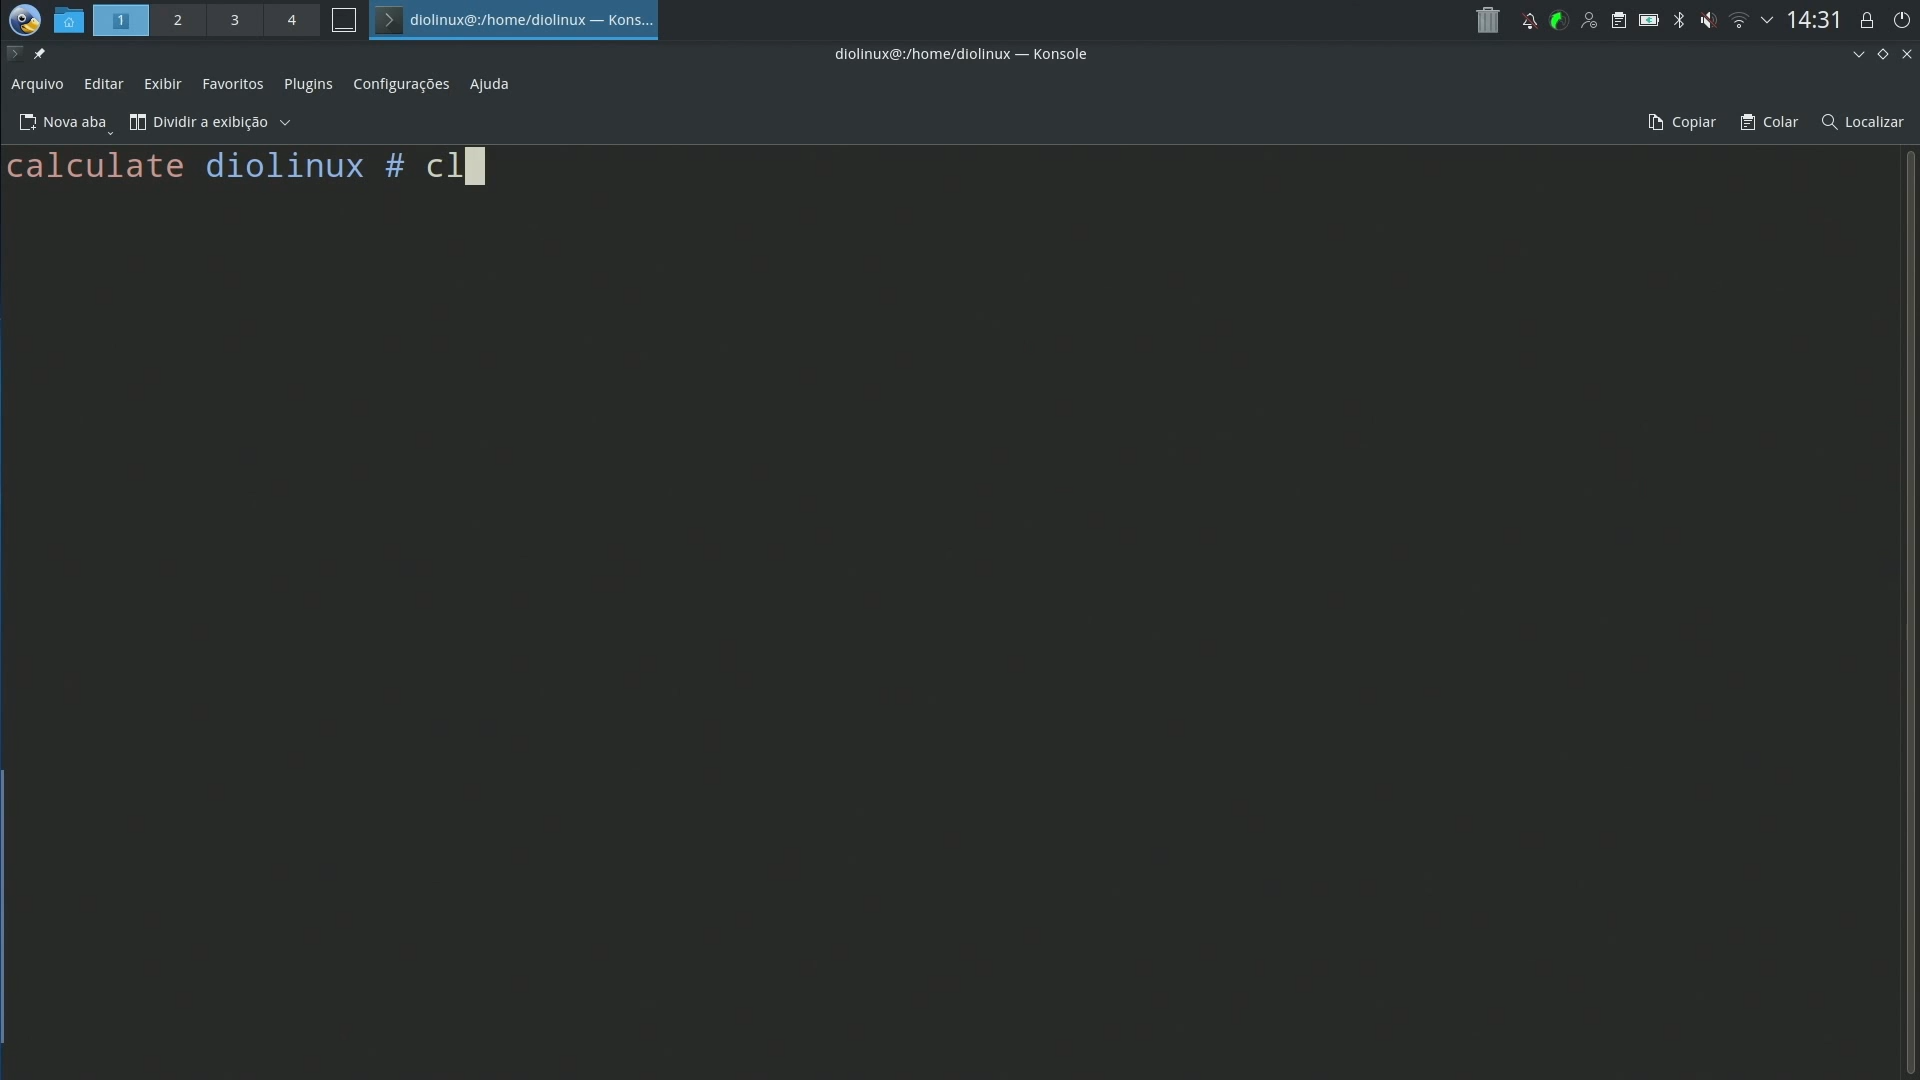 1 2 3 4 diolinux@:/home/diolinux — Kons... 14:31
diolinux@:/home/diolinux — Konsole
Arquivo Editar Exibir Favoritos Plugins Configurações Ajuda
Nova aba Dividir a exibição Copiar Colar Localizar
calculate diolinux # cl